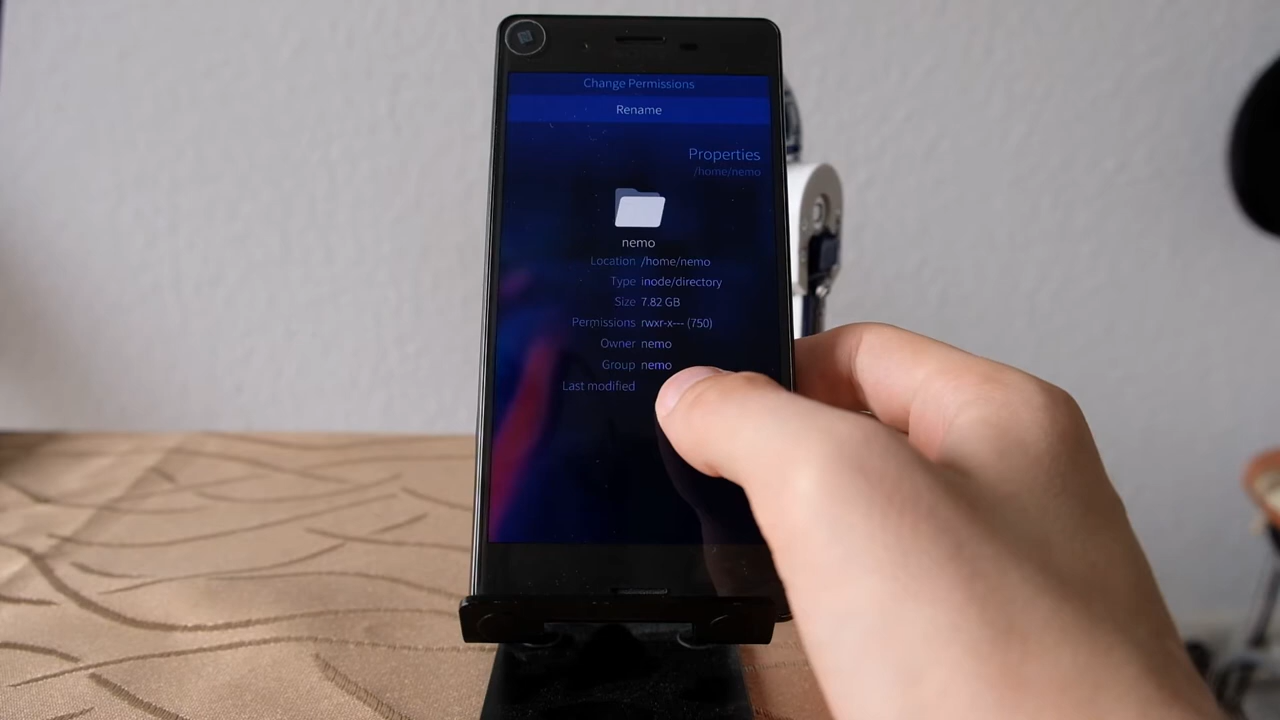 Change Permissions
Rename
Properties
/home/nemo
nemo
Location /home/nemo
Type inode/directory
Size 7.82 GB
Permissions rwxr-x--- (750)
Owner nemo
Group nemo
Last modified